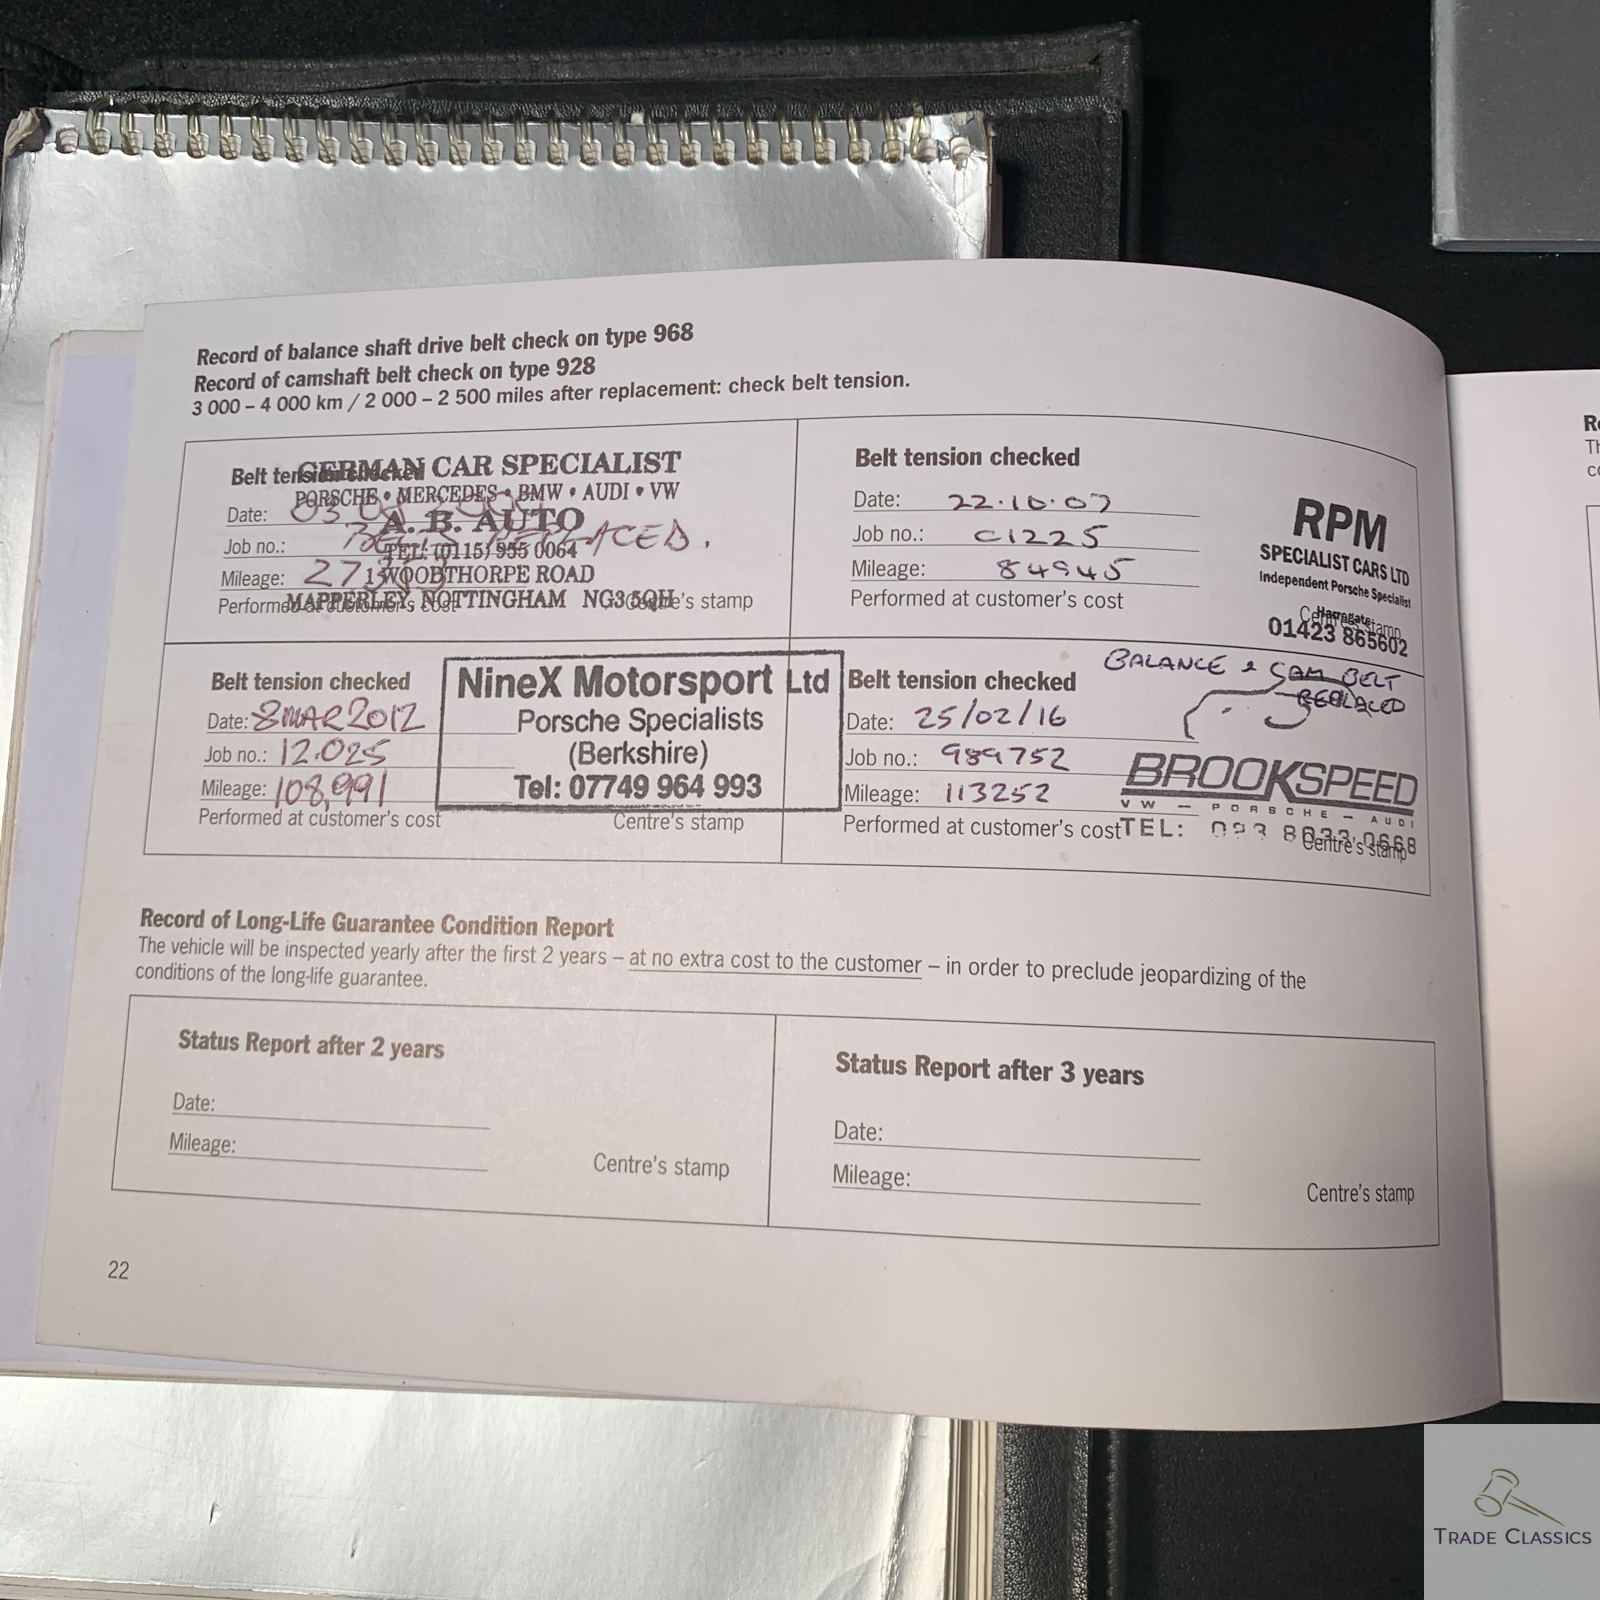 Record of balance shaft drive belt check on type 968
Record of camshaft belt check on type 928
3 000 – 4 000 km / 2 000 – 2 500 miles after replacement: check belt tension.
Belt tension checked
GERMAN CAR SPECIALIST
PORSCHE • MERCEDES • BMW • AUDI • VW
Date:
A. B. AUTO
Job no.:
TEL: (0115) 955 0064
Mileage:
WOODTHORPE ROAD
Performed at customer's cost
MAPPERLEY, NOTTINGHAM NG3 5QH
Centre's stamp
Belt tension checked
Date: 22·10·07
Job no.: C1225
Mileage: 84945
Performed at customer's cost
RPM
SPECIALIST CARS LTD
Independent Porsche Specialist
Harrogate
01423 865602
Centre's stamp
Belt tension checked
Date: 8 MAR 2012
Job no.: 12.025
Mileage: 108,991
Performed at customer's cost
NineX Motorsport Ltd
Porsche Specialists
(Berkshire)
Tel: 07749 964 993
Centre's stamp
BALANCE & CAM BELT
REPLACED
Belt tension checked
Date: 25/02/16
Job no.: 989752
Mileage: 113252
Performed at customer's cost
BROOKSPEED
VW – PORSCHE – AUDI
TEL:
Centre's stamp
Record of Long-Life Guarantee Condition Report
The vehicle will be inspected yearly after the first 2 years – at no extra cost to the customer – in order to preclude jeopardizing of the
conditions of the long-life guarantee.
Status Report after 2 years
Date:
Mileage:
Centre's stamp
Status Report after 3 years
Date:
Mileage:
Centre's stamp
22
TRADE CLASSICS